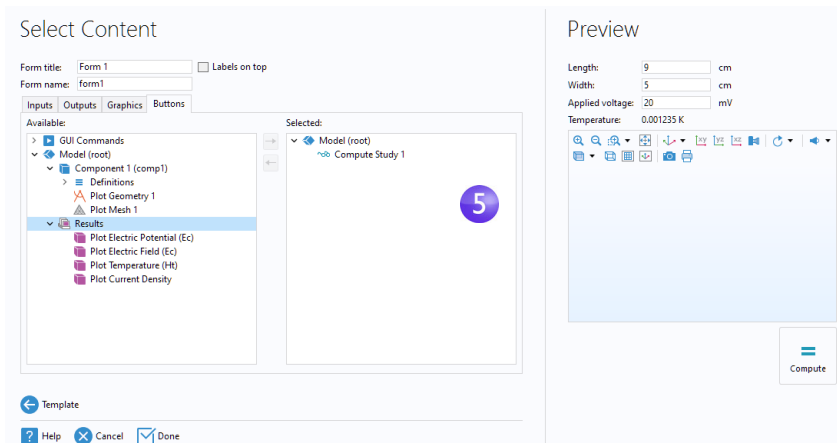 Select Content
Form title: Form 1 Labels on top
Form name: form1
Inputs Outputs Graphics Buttons
Available:
GUI Commands
Model (root)
Component 1 (comp1)
Definitions
Plot Geometry 1
Plot Mesh 1
Results
Plot Electric Potential (Ec)
Plot Electric Field (Ec)
Plot Temperature (Ht)
Plot Current Density
Selected:
Model (root)
Compute Study 1
5
Template
? Help Cancel Done
Preview
Length: 9 cm
Width: 5 cm
Applied voltage: 20 mV
Temperature: 0.001235 K
xy yz xz
Compute